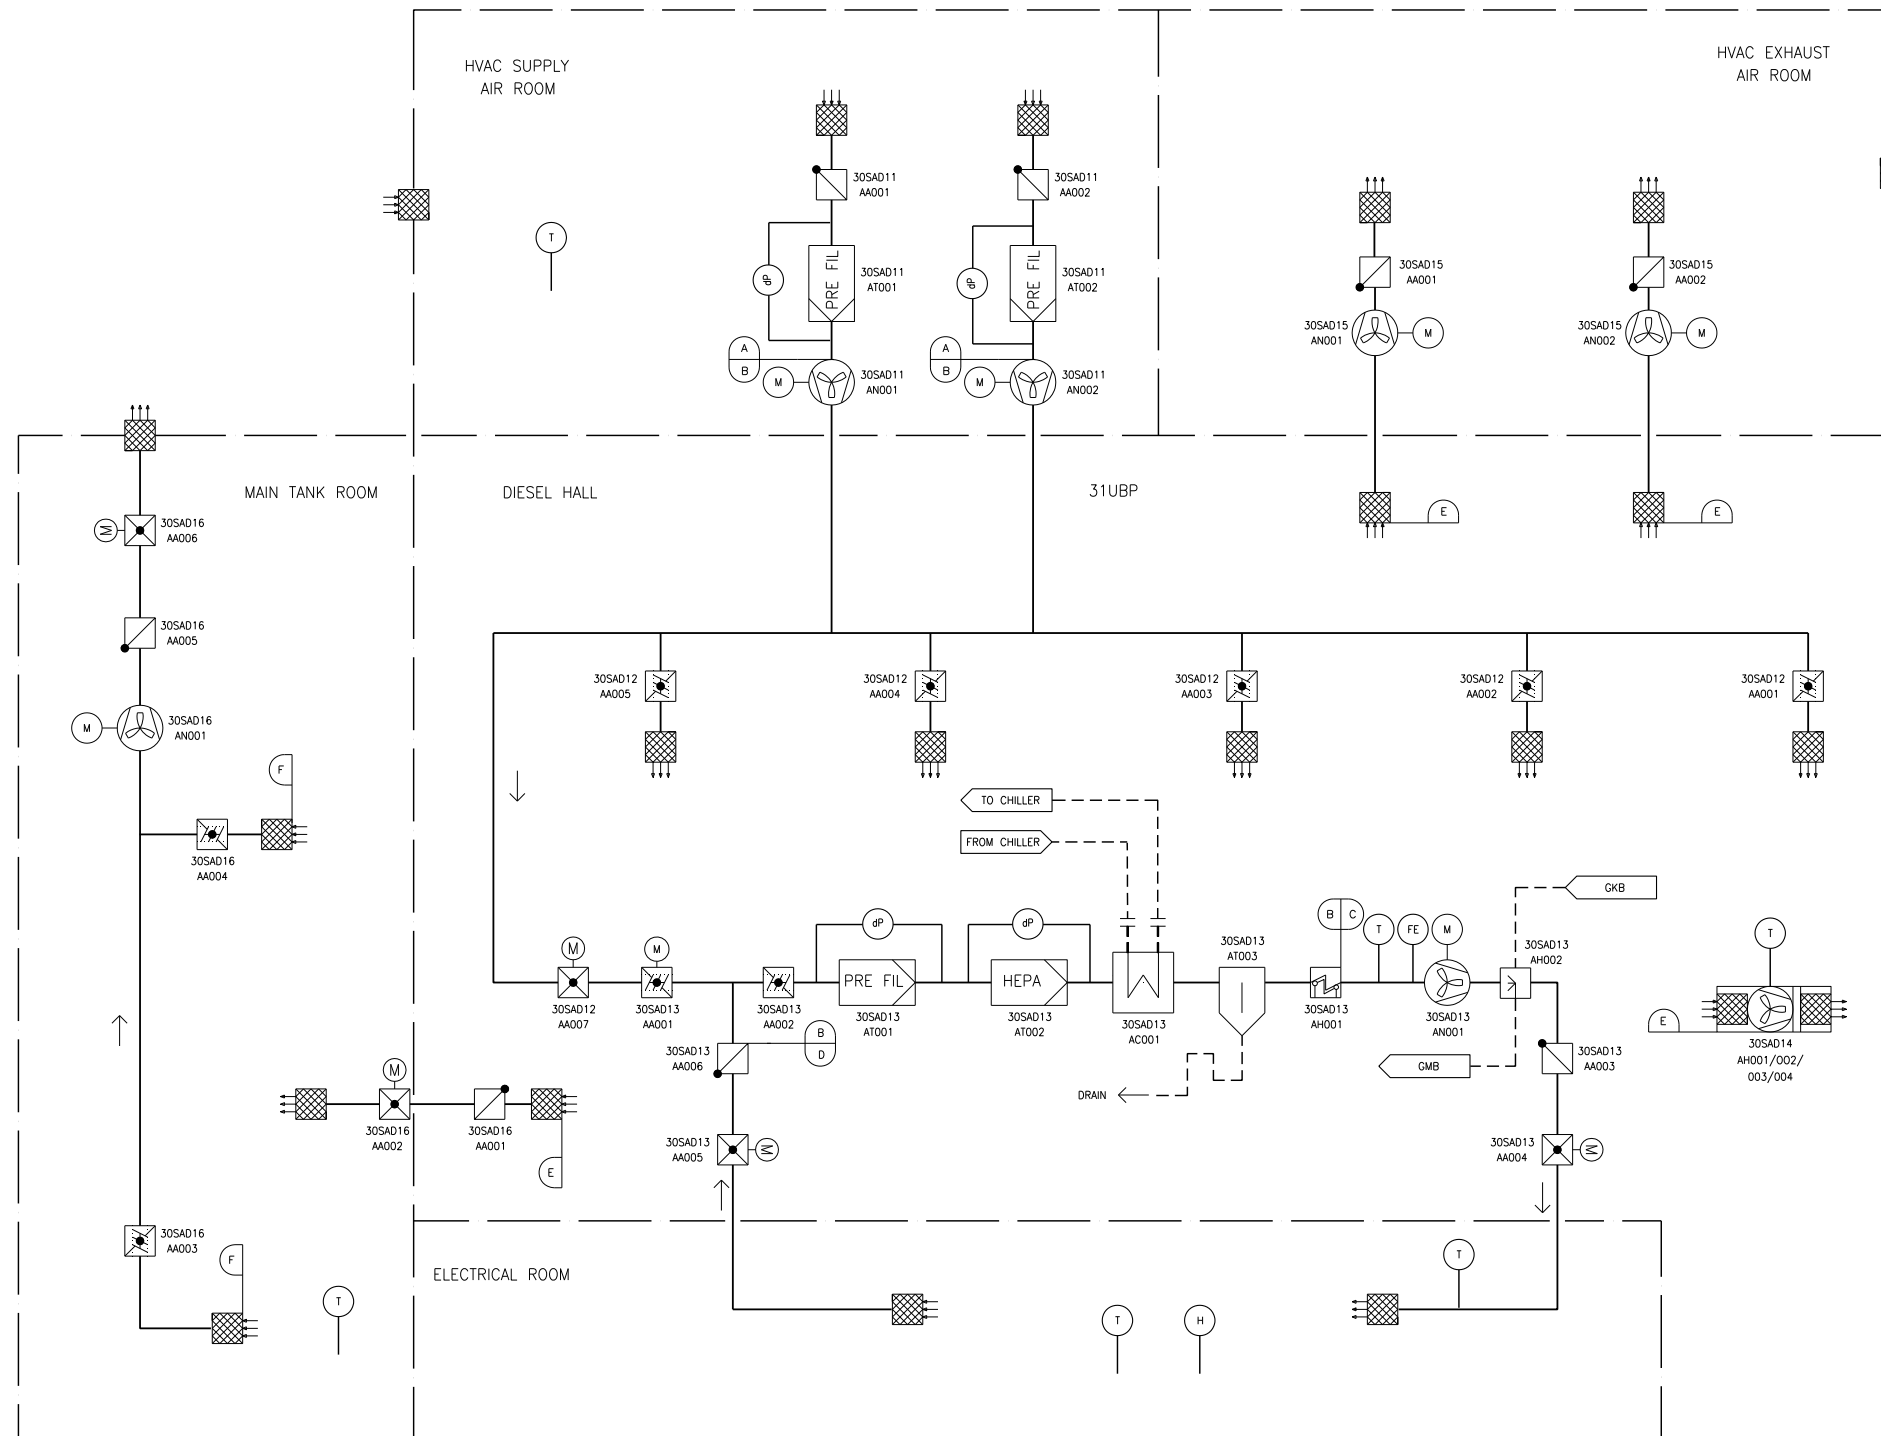 HVAC SUPPLY
AIR ROOM
HVAC EXHAUST
AIR ROOM
30SAD11
AA001
30SAD11
AA002
T
PRE FIL
dP
30SAD11
AT001
PRE FIL
dP
30SAD11
AT002
30SAD15
AA001
30SAD15
AA002
30SAD15
AN001
M
30SAD15
AN002
M
A
B
M
30SAD11
AN001
A
B
M
30SAD11
AN002
MAIN TANK ROOM
DIESEL HALL
31UBP
E
E
M
30SAD16
AA006
30SAD16
AA005
M
30SAD16
AN001
F
30SAD16
AA004
30SAD12
AA005
30SAD12
AA004
30SAD12
AA003
30SAD12
AA002
30SAD12
AA001
TO CHILLER
FROM CHILLER
GKB
M
30SAD12
AA007
M
30SAD13
AA001
30SAD13
AA002
dP
PRE FIL
30SAD13
AT001
dP
HEPA
30SAD13
AT002
30SAD13
AC001
30SAD13
AT003
B
C
30SAD13
AH001
T
FE
M
30SAD13
AN001
30SAD13
AH002
GMB
T
E
30SAD14
AH001/002/
003/004
30SAD13
AA006
B
D
30SAD13
AA003
DRAIN
M
30SAD16
AA002
30SAD16
AA001
E
30SAD13
AA005
M
30SAD13
AA004
M
30SAD16
AA003
F
T
ELECTRICAL ROOM
T
T
H